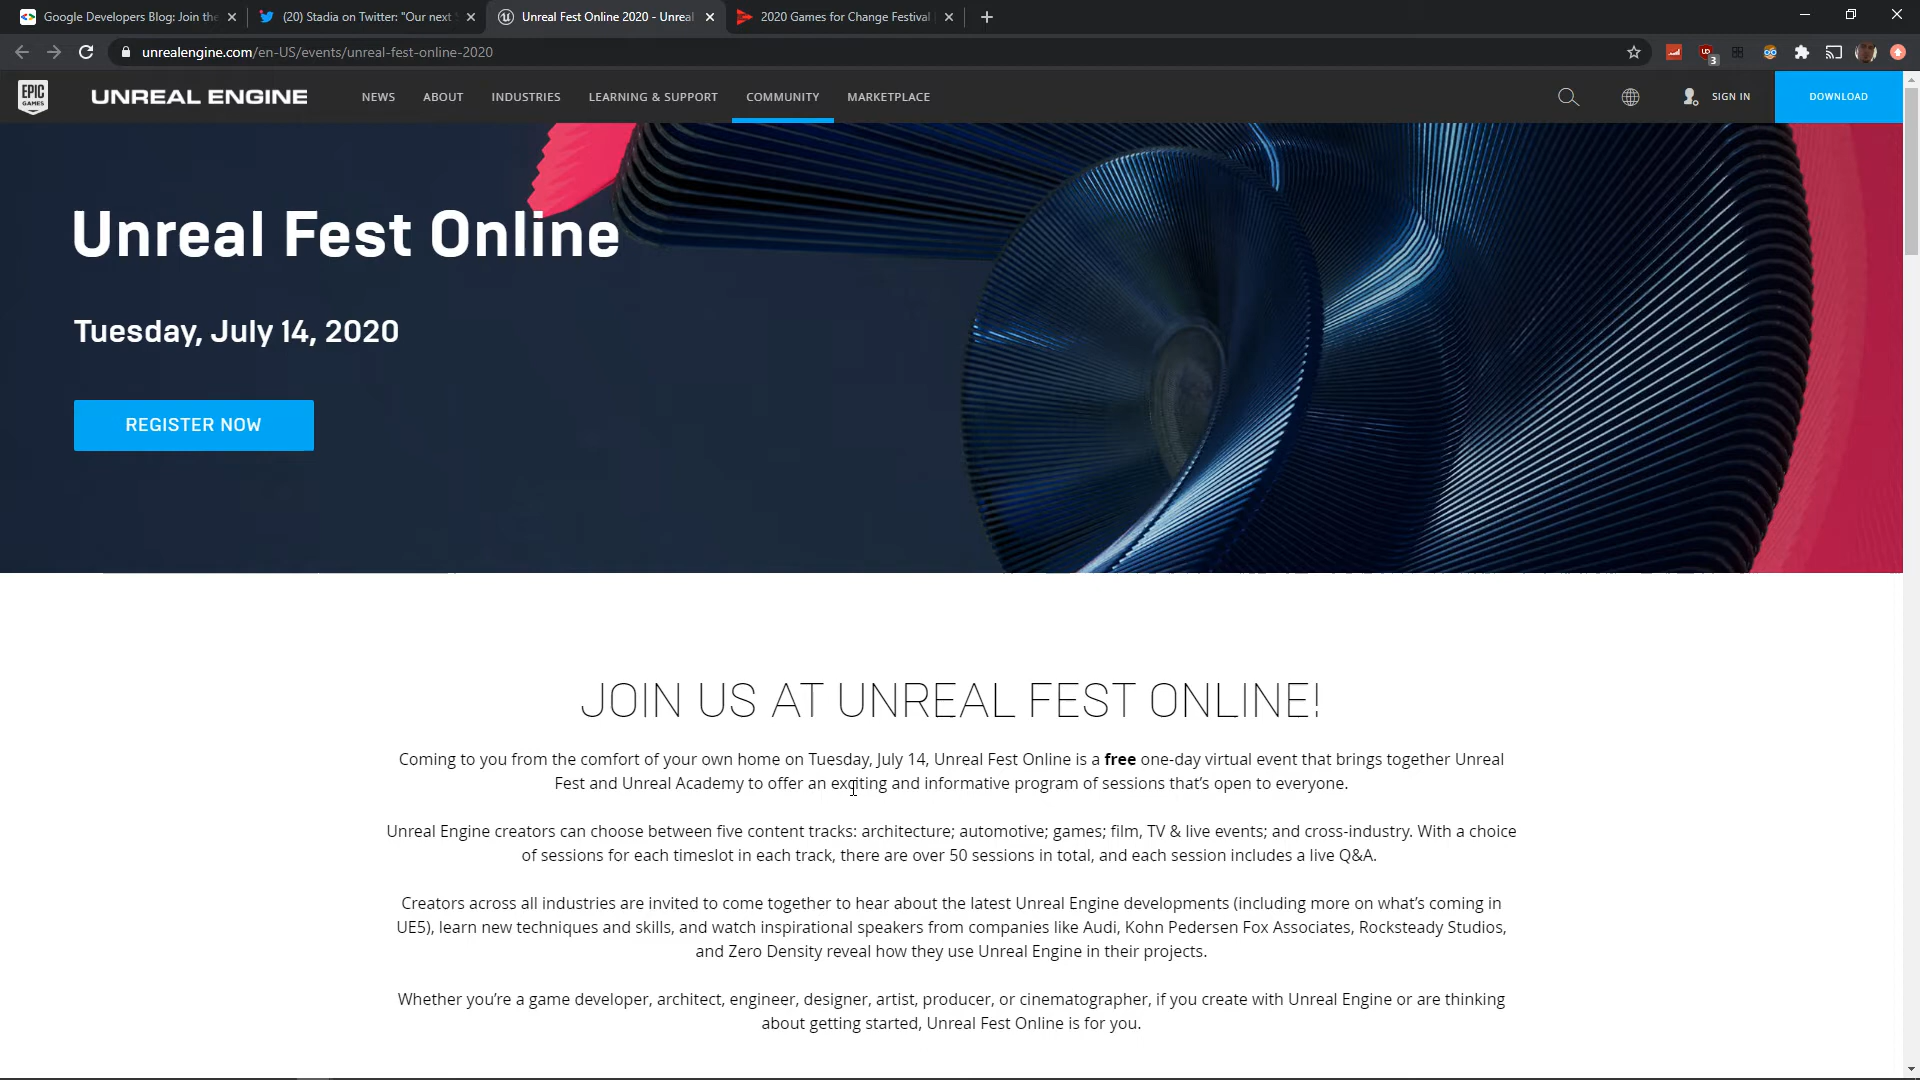 Google Developers Blog: Join the
(20) Stadia on Twitter: "Our next
Unreal Fest Online 2020 - Unreal
2020 Games for Change Festival
unrealengine.com/en-US/events/unreal-fest-online-2020
3
EPIC
GAMES
UNREAL ENGINE
NEWS
ABOUT
INDUSTRIES
LEARNING & SUPPORT
COMMUNITY
MARKETPLACE
SIGN IN
DOWNLOAD
Unreal Fest Online
Tuesday, July 14, 2020
REGISTER NOW
JOIN US AT UNREAL FEST ONLINE!
Coming to you from the comfort of your own home on Tuesday, July 14, Unreal Fest Online is a free one-day virtual event that brings together Unreal
Fest and Unreal Academy to offer an exciting and informative program of sessions that’s open to everyone.
Unreal Engine creators can choose between five content tracks: architecture; automotive; games; film, TV & live events; and cross-industry. With a choice
of sessions for each timeslot in each track, there are over 50 sessions in total, and each session includes a live Q&A.
Creators across all industries are invited to come together to hear about the latest Unreal Engine developments (including more on what’s coming in
UE5), learn new techniques and skills, and watch inspirational speakers from companies like Audi, Kohn Pedersen Fox Associates, Rocksteady Studios,
and Zero Density reveal how they use Unreal Engine in their projects.
Whether you’re a game developer, architect, engineer, designer, artist, producer, or cinematographer, if you create with Unreal Engine or are thinking
about getting started, Unreal Fest Online is for you.